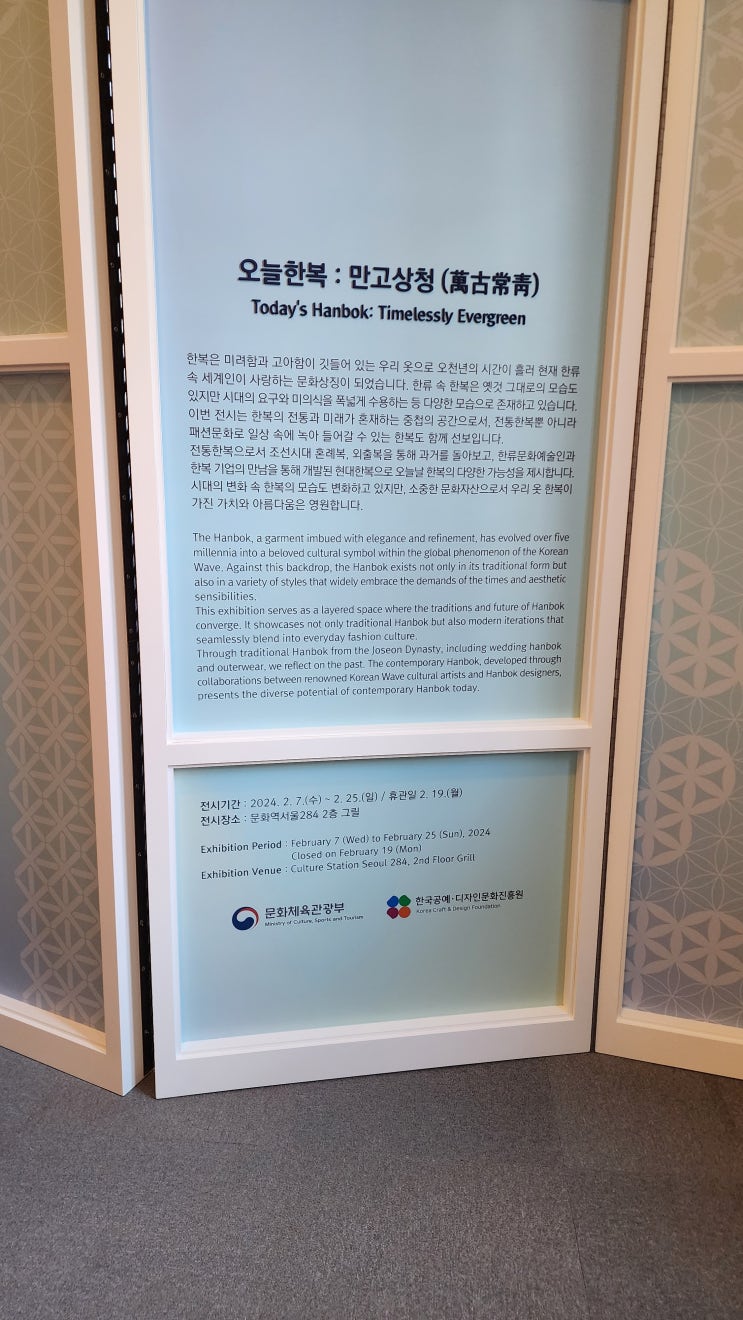 오늘한복 : 만고상청 (萬古常靑)
Today's Hanbok: Timelessly Evergreen
한복은 미려함과 고아함이 깃들어 있는 우리 옷으로 오천년의 시간이 흘러 현재 한류
속 세계인이 사랑하는 문화상징이 되었습니다. 한류 속 한복은 옛것 그대로의 모습도
있지만 시대의 요구와 미의식을 폭넓게 수용하는 등 다양한 모습으로 존재하고 있습니다.
이번 전시는 한복의 전통과 미래가 혼재하는 중첩의 공간으로서, 전통한복뿐 아니라
패션문화로 일상 속에 녹아 들어갈 수 있는 한복도 함께 선보입니다.
전통한복으로서 조선시대 혼례복, 외출복을 통해 과거를 돌아보고, 한류문화예술인과
한복 기업의 만남을 통해 개발된 현대한복으로 오늘날 한복의 다양한 가능성을 제시합니다.
시대의 변화 속 한복의 모습도 변화하고 있지만, 소중한 문화자산으로서 우리 옷 한복이
가진 가치와 아름다움은 영원합니다.
The Hanbok, a garment imbued with elegance and refinement, has evolved over five
millennia into a beloved cultural symbol within the global phenomenon of the Korean
Wave. Against this backdrop, the Hanbok exists not only in its traditional form but
also in a variety of styles that widely embrace the demands of the times and aesthetic
sensibilities.
This exhibition serves as a layered space where the traditions and future of Hanbok
converge. It showcases not only traditional Hanbok but also modern iterations that
seamlessly blend into everyday fashion culture.
Through traditional Hanbok from the Joseon Dynasty, including wedding hanbok
and outerwear, we reflect on the past. The contemporary Hanbok, developed through
collaborations between renowned Korean Wave cultural artists and Hanbok designers,
presents the diverse potential of contemporary Hanbok today.
전시기간 : 2024. 2. 7.(수) ~ 2. 25.(일) / 휴관일 2. 19.(월)
전시장소 : 문화역서울284 2층 그릴
Exhibition Period : February 7 (Wed) to February 25 (Sun), 2024
Closed on February 19 (Mon)
Exhibition Venue : Culture Station Seoul 284, 2nd Floor Grill
문화체육관광부
Ministry of Culture, Sports and Tourism
한국공예·디자인문화진흥원
Korea Craft & Design Foundation